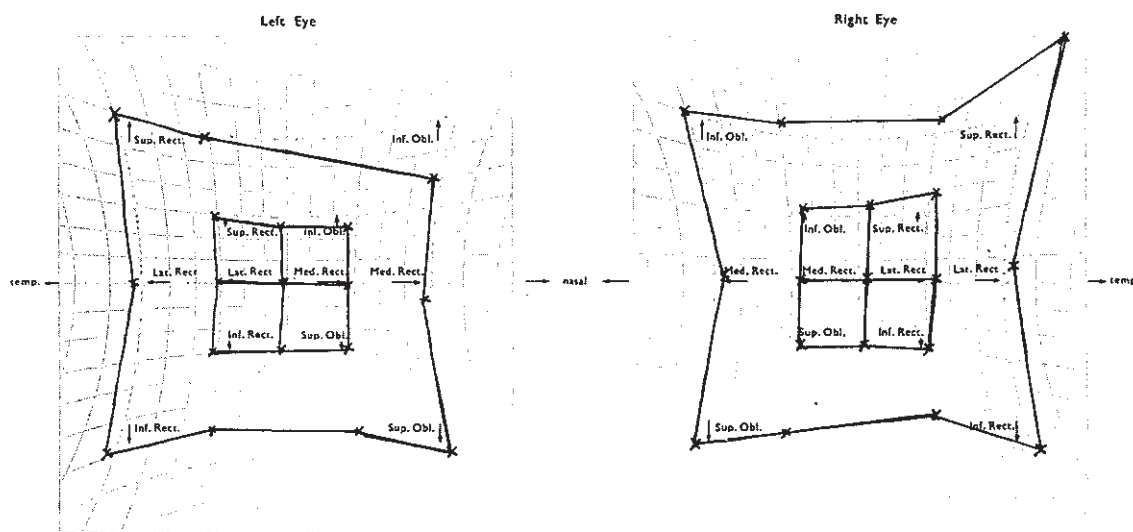 Left Eye
Right Eye
Sup. Rect.
Inf. Obl.
Inf. Obl.
Sup. Rect.
Sup. Rect.
Inf. Obl.
Inf. Obl.
Sup. Rect.
temp.
Lat. Rect
Lat. Rect
Med. Rect.
Med. Rect.
nasal
Med. Rect.
Med. Rect.
Lat. Rect
Lat. Rect
temp.
Inf. Rect.
Sup. Obl.
Sup. Obl.
Inf. Rect.
Inf. Rect.
Sup. Obl.
Sup. Obl.
Inf. Rect.